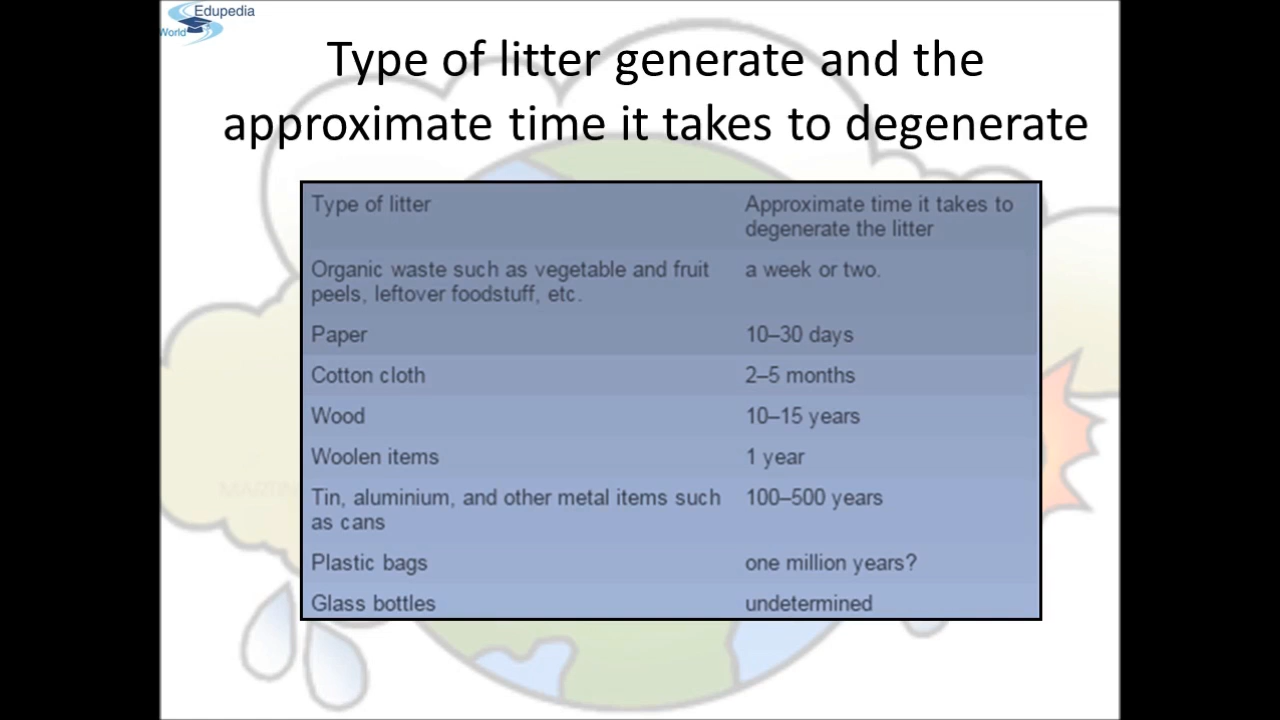 Edupedia
World
Type of litter generate and the
approximate time it takes to degenerate
Type of litter
Approximate time it takes to
degenerate the litter
Organic waste such as vegetable and fruit
peels, leftover foodstuff, etc.
a week or two.
Paper
10–30 days
Cotton cloth
2–5 months
Wood
10–15 years
Woolen items
1 year
Tin, aluminium, and other metal items such
as cans
100–500 years
Plastic bags
one million years?
Glass bottles
undetermined